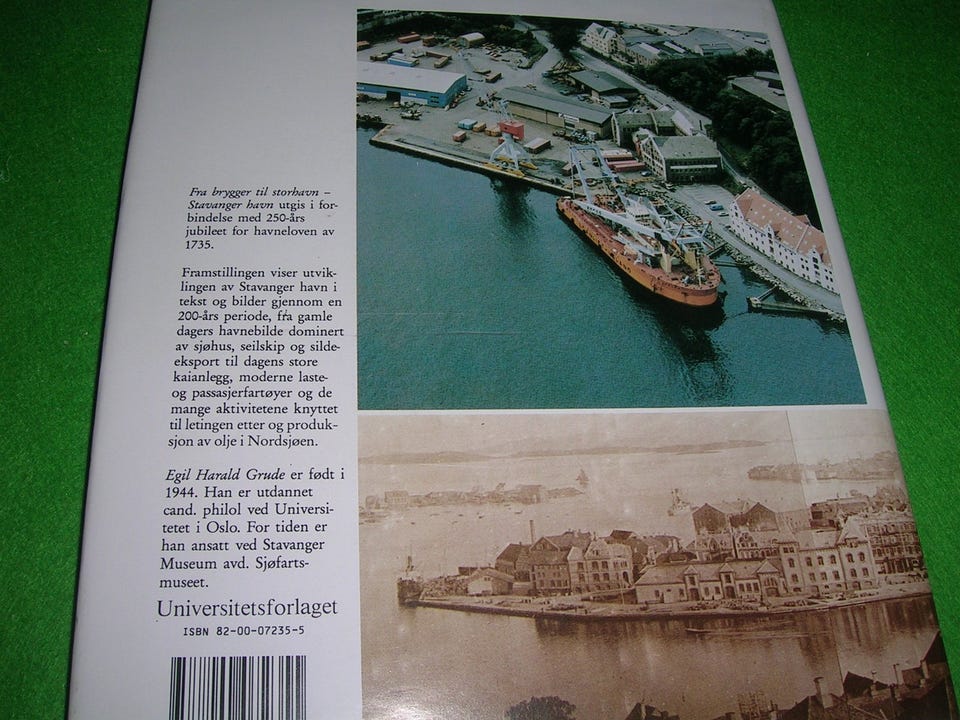 Fra brygger til storhavn –
Stavanger havn utgis i for-
bindelse med 250-års
jubileet for havneloven av
1735.
Framstillingen viser utvik-
lingen av Stavanger havn i
tekst og bilder gjennom en
200-års periode, fra gamle
dagers havnebilde dominert
av sjøhus, seilskip og silde-
eksport til dagens store
kaianlegg, moderne laste-
og passasjerfartøyer og de
mange aktivitetene knyttet
til letingen etter og produk-
sjon av olje i Nordsjøen.
Egil Harald Grude er født i
1944. Han er utdannet
cand. philol ved Universi-
tetet i Oslo. For tiden er
han ansatt ved Stavanger
Museum avd. Sjøfarts-
museet.
Universitetsforlaget
ISBN 82-00-07235-5